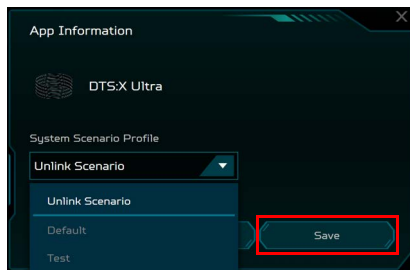 App Information
X
DTS:X Ultra
System Scenario Profile
Unlink Scenario
Unlink Scenario
Default
Save
Test